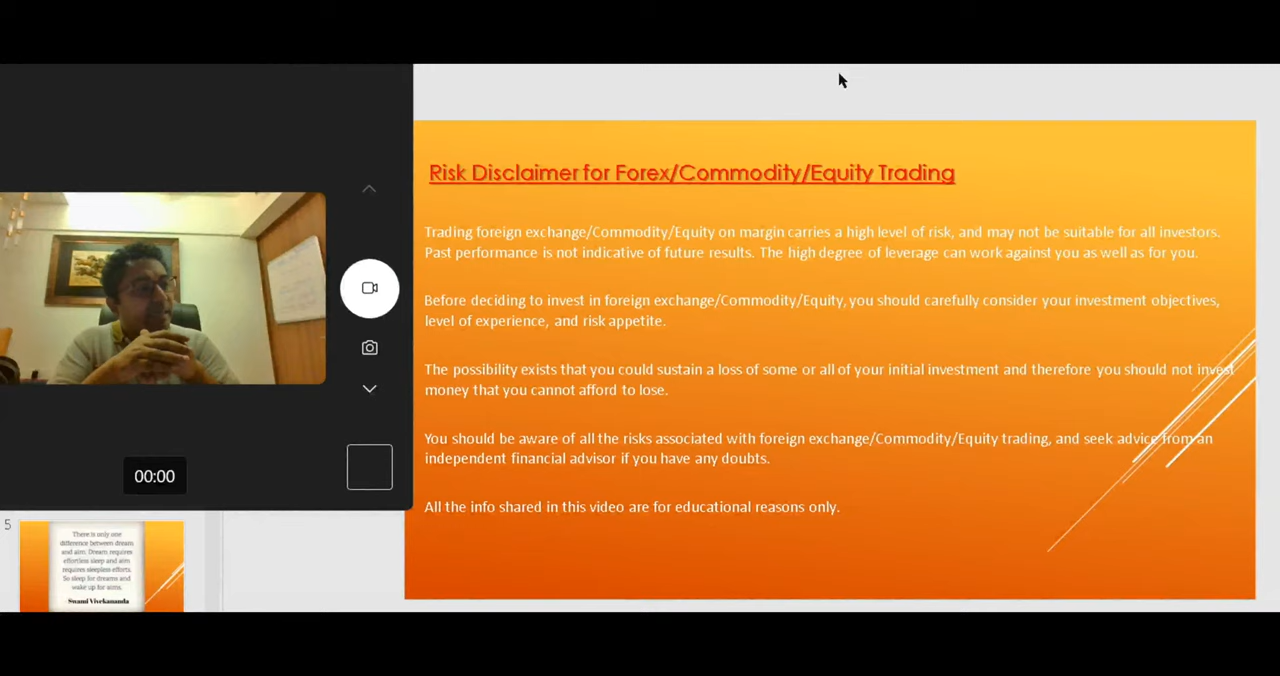 Risk Disclaimer for Forex/Commodity/Equity Trading
Trading foreign exchange/Commodity/Equity on margin carries a high level of risk, and may not be suitable for all investors.
Past performance is not indicative of future results. The high degree of leverage can work against you as well as for you.
Before deciding to invest in foreign exchange/Commodity/Equity, you should carefully consider your investment objectives,
level of experience, and risk appetite.
The possibility exists that you could sustain a loss of some or all of your initial investment and therefore you should not invest
money that you cannot afford to lose.
You should be aware of all the risks associated with foreign exchange/Commodity/Equity trading, and seek advice from an
independent financial advisor if you have any doubts.
All the info shared in this video are for educational reasons only.
00:00
5
There is only one
difference between dream
and aim. Dream requires
effortless sleep and aim
requires sleepless efforts.
So sleep for dreams and
wake up for aims.
Swami Vivekananda